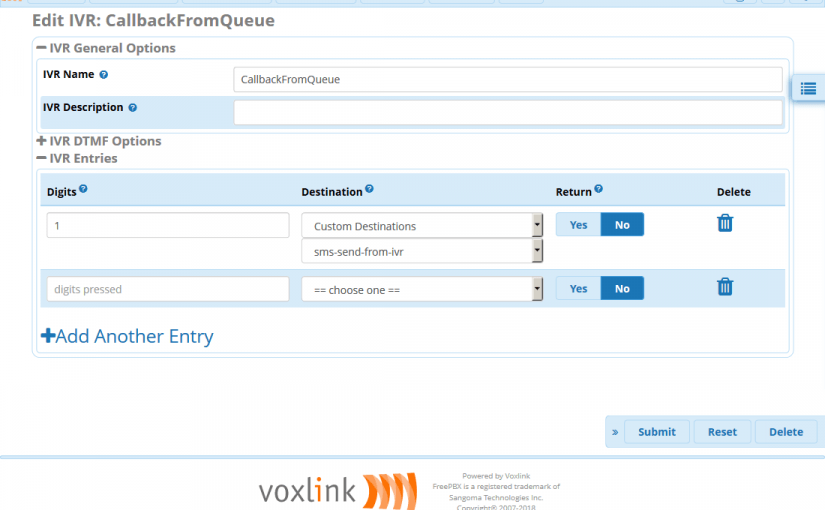 Edit IVR: CallbackFromQueue
IVR General Options
IVR Name
CallbackFromQueue
IVR Description
IVR DTMF Options
IVR Entries
Digits Destination Return Delete
1 Custom Destinations Yes No
sms-send-from-ivr
digits pressed == choose one == Yes No
Add Another Entry
» Submit Reset Delete
voxlink
Powered by Voxlink
FreePBX is a registered trademark of
Sangoma Technologies Inc.
Copyright© 2007-2018